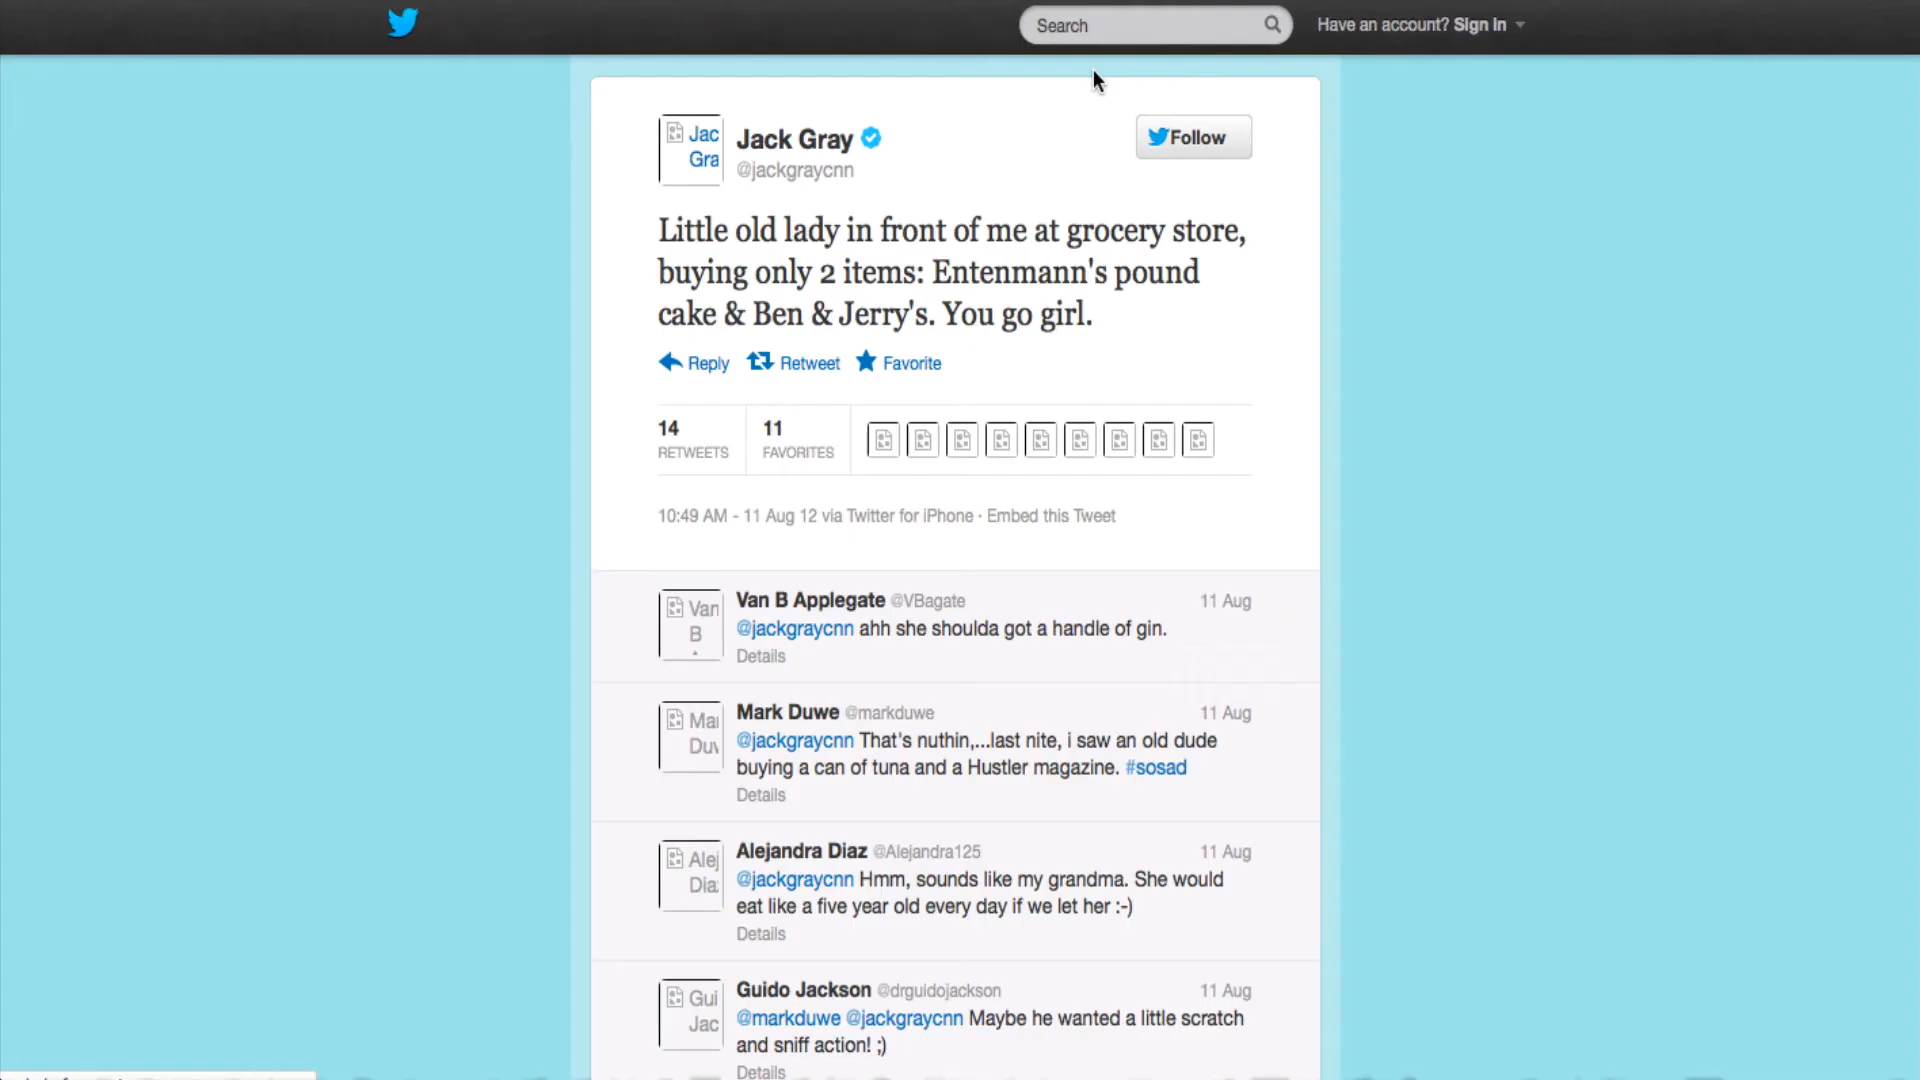 Search
Have an account? Sign in
Jac
Gra
Jack Gray
@jackgraycnn
Follow
Little old lady in front of me at grocery store,
buying only 2 items: Entenmann's pound
cake & Ben & Jerry's. You go girl.
Reply Retweet Favorite
14
RETWEETS
11
FAVORITES
10:49 AM - 11 Aug 12 via Twitter for iPhone · Embed this Tweet
Van
B
Van B Applegate @VBagate 11 Aug
@jackgraycnn ahh she shoulda got a handle of gin.
Details
Mar
Duw
Mark Duwe @markduwe 11 Aug
@jackgraycnn That's nuthin,...last nite, i saw an old dude
buying a can of tuna and a Hustler magazine. #sosad
Details
Alej
Diaz
Alejandra Diaz @Alejandra125 11 Aug
@jackgraycnn Hmm, sounds like my grandma. She would
eat like a five year old every day if we let her :-)
Details
Gui
Jac
Guido Jackson @drguidojackson 11 Aug
@markduwe @jackgraycnn Maybe he wanted a little scratch
and sniff action! ;)
Details